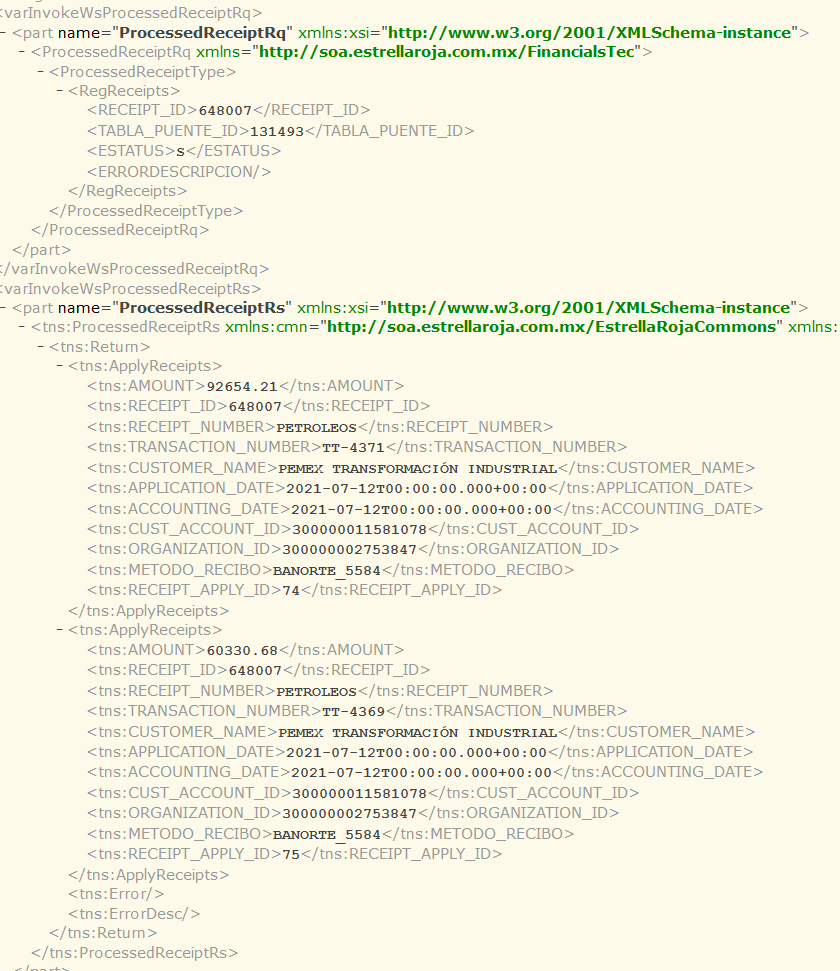 <varInvokeWsProcessedReceiptRq>
- <part name="ProcessedReceiptRq" xmlns:xsi="http://www.w3.org/2001/XMLSchema-instance">
- <ProcessedReceiptRq xmlns="http://soa.estrellaroja.com.mx/FinancialsTec">
- <ProcessedReceiptType>
- <RegReceipts>
<RECEIPT_ID>648007</RECEIPT_ID>
<TABLA_PUENTE_ID>131493</TABLA_PUENTE_ID>
<ESTATUS>S</ESTATUS>
<ERRORDESCRIPCION/>
</RegReceipts>
</ProcessedReceiptType>
</ProcessedReceiptRq>
</part>
</varInvokeWsProcessedReceiptRq>
<varInvokeWsProcessedReceiptRs>
- <part name="ProcessedReceiptRs" xmlns:xsi="http://www.w3.org/2001/XMLSchema-instance">
- <tns:ProcessedReceiptRs xmlns:cmn="http://soa.estrellaroja.com.mx/EstrellaRojaCommons" xmlns:
- <tns:Return>
- <tns:ApplyReceipts>
<tns:AMOUNT>92654.21</tns:AMOUNT>
<tns:RECEIPT_ID>648007</tns:RECEIPT_ID>
<tns:RECEIPT_NUMBER>PETROLEOS</tns:RECEIPT_NUMBER>
<tns:TRANSACTION_NUMBER>TT-4371</tns:TRANSACTION_NUMBER>
<tns:CUSTOMER_NAME>PEMEX TRANSFORMACIÓN INDUSTRIAL</tns:CUSTOMER_NAME>
<tns:APPLICATION_DATE>2021-07-12T00:00:00.000+00:00</tns:APPLICATION_DATE>
<tns:ACCOUNTING_DATE>2021-07-12T00:00:00.000+00:00</tns:ACCOUNTING_DATE>
<tns:CUST_ACCOUNT_ID>300000011581078</tns:CUST_ACCOUNT_ID>
<tns:ORGANIZATION_ID>300000002753847</tns:ORGANIZATION_ID>
<tns:METODO_RECIBO>BANORTE_5584</tns:METODO_RECIBO>
<tns:RECEIPT_APPLY_ID>74</tns:RECEIPT_APPLY_ID>
</tns:ApplyReceipts>
- <tns:ApplyReceipts>
<tns:AMOUNT>60330.68</tns:AMOUNT>
<tns:RECEIPT_ID>648007</tns:RECEIPT_ID>
<tns:RECEIPT_NUMBER>PETROLEOS</tns:RECEIPT_NUMBER>
<tns:TRANSACTION_NUMBER>TT-4369</tns:TRANSACTION_NUMBER>
<tns:CUSTOMER_NAME>PEMEX TRANSFORMACIÓN INDUSTRIAL</tns:CUSTOMER_NAME>
<tns:APPLICATION_DATE>2021-07-12T00:00:00.000+00:00</tns:APPLICATION_DATE>
<tns:ACCOUNTING_DATE>2021-07-12T00:00:00.000+00:00</tns:ACCOUNTING_DATE>
<tns:CUST_ACCOUNT_ID>300000011581078</tns:CUST_ACCOUNT_ID>
<tns:ORGANIZATION_ID>300000002753847</tns:ORGANIZATION_ID>
<tns:METODO_RECIBO>BANORTE_5584</tns:METODO_RECIBO>
<tns:RECEIPT_APPLY_ID>75</tns:RECEIPT_APPLY_ID>
</tns:ApplyReceipts>
<tns:Error/>
<tns:ErrorDesc/>
</tns:Return>
</tns:ProcessedReceiptRs>
</part>